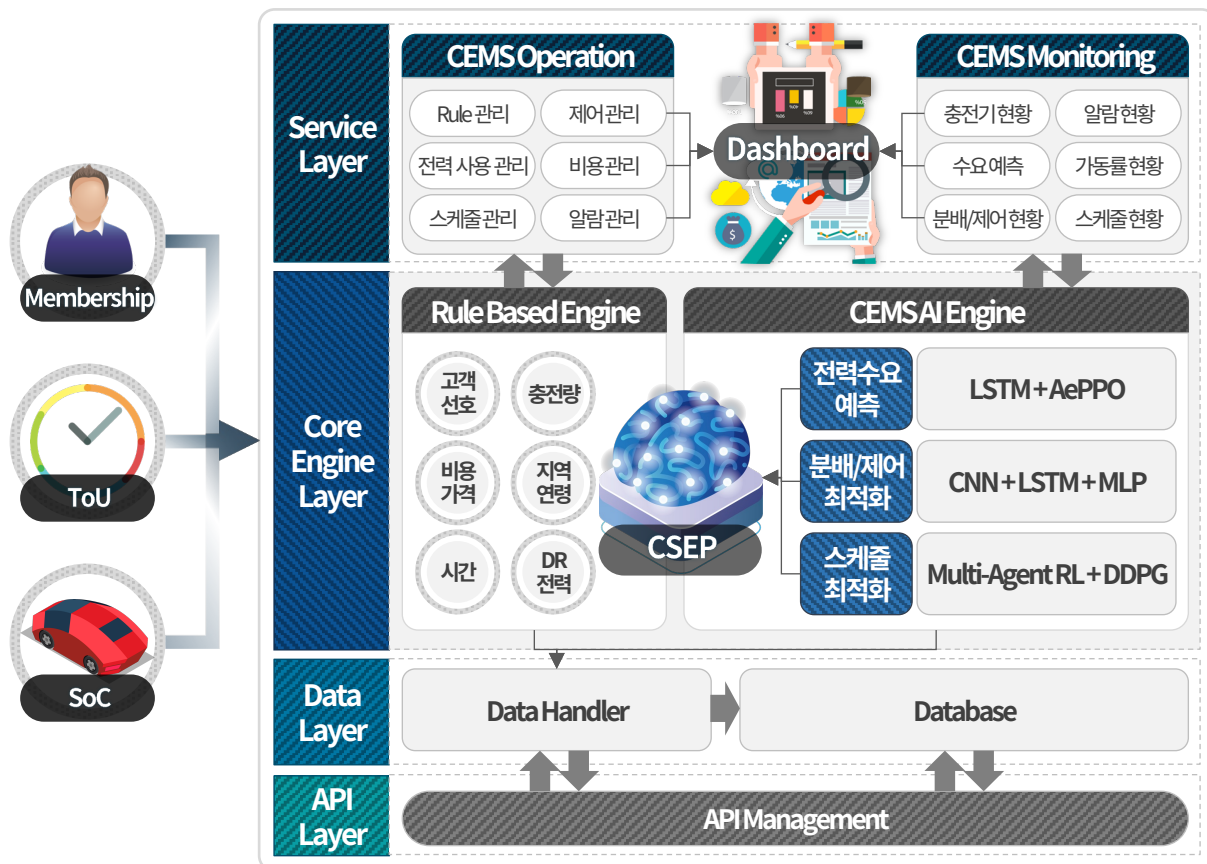 Membership
ToU
SoC
Service
Layer
CEMS Operation
Rule 관리
제어 관리
전력 사용 관리
비용 관리
스케줄 관리
알람 관리
Dashboard
CEMS Monitoring
충전기 현황
알람 현황
수요 예측
가동률 현황
분배/제어 현황
스케줄 현황
Core
Engine
Layer
Rule Based Engine
고객
선호
충전량
비용
가격
지역
연령
시간
DR
전력
CSEP
CEMS AI Engine
전력수요
예측
LSTM + AePPO
분배/제어
최적화
CNN + LSTM + MLP
스케줄
최적화
Multi-Agent RL + DDPG
Data
Layer
Data Handler
Database
API
Layer
API Management